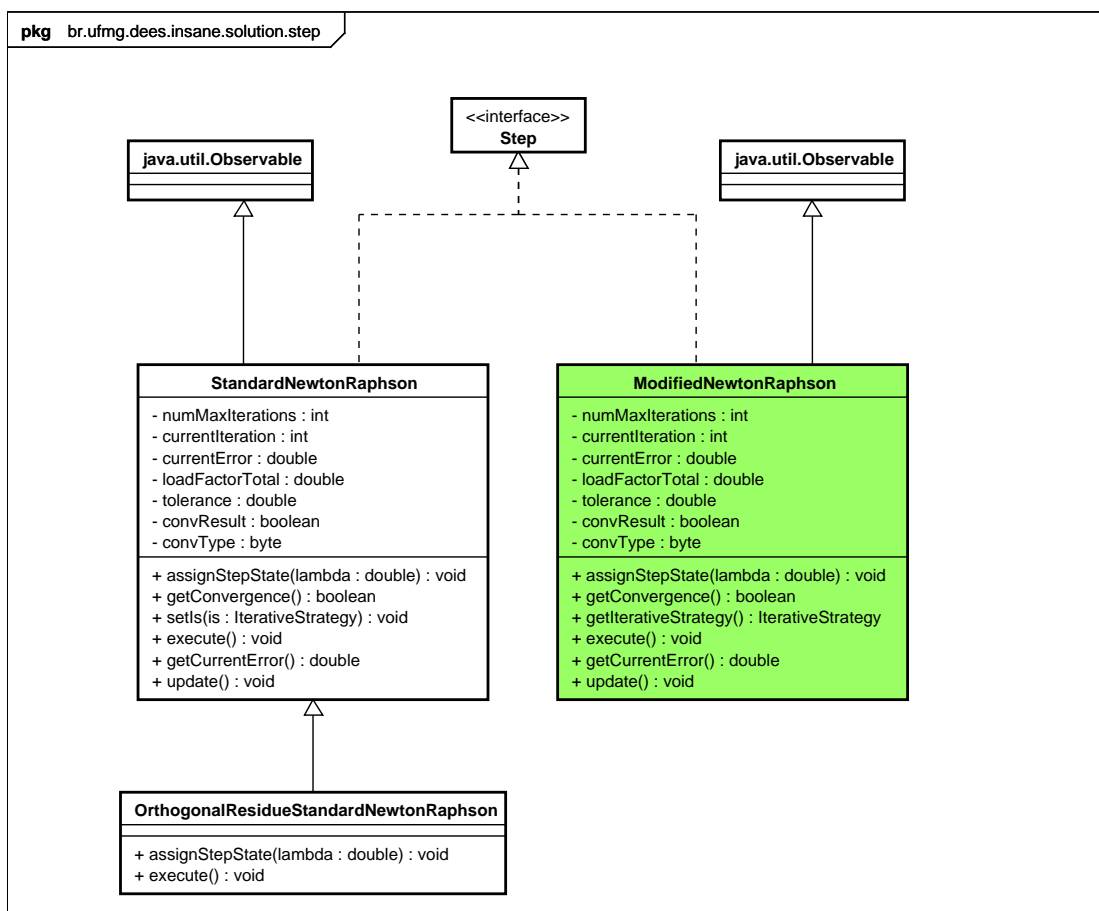 pkg br.ufmg.dees.insane.solution.step
<<interface>>
Step
java.util.Observable
java.util.Observable
StandardNewtonRaphson
- numMaxIterations : int
- currentIteration : int
- currentError : double
- loadFactorTotal : double
- tolerance : double
- convResult : boolean
- convType : byte
+ assignStepState(lambda : double) : void
+ getConvergence() : boolean
+ setIs(is : IterativeStrategy) : void
+ execute() : void
+ getCurrentError() : double
+ update() : void
ModifiedNewtonRaphson
- numMaxIterations : int
- currentIteration : int
- currentError : double
- loadFactorTotal : double
- tolerance : double
- convResult : boolean
- convType : byte
+ assignStepState(lambda : double) : void
+ getConvergence() : boolean
+ getIterativeStrategy() : IterativeStrategy
+ execute() : void
+ getCurrentError() : double
+ update() : void
OrthogonalResidueStandardNewtonRaphson
+ assignStepState(lambda : double) : void
+ execute() : void